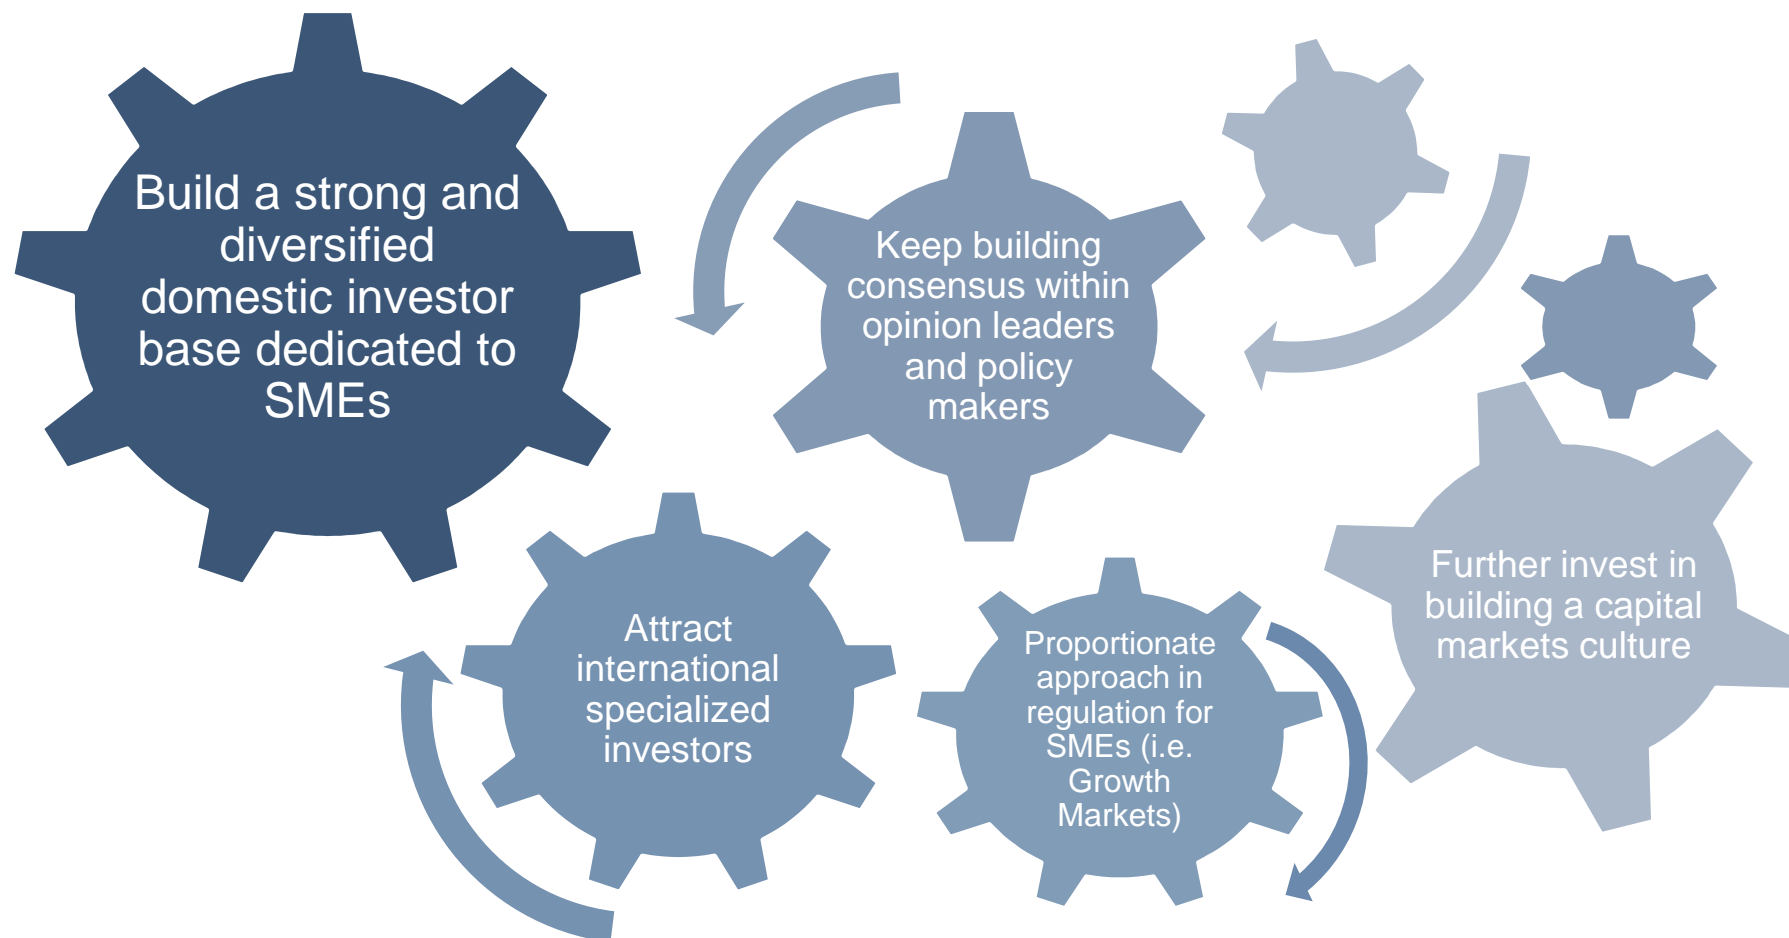 Build a strong and
diversified
domestic investor
base dedicated to
SMEs
Keep building
consensus within
opinion leaders
and policy
makers
Attract
international
specialized
investors
Proportionate
approach in
regulation for
SMEs (i.e.
Growth
Markets)
Further invest in
building a capital
markets culture